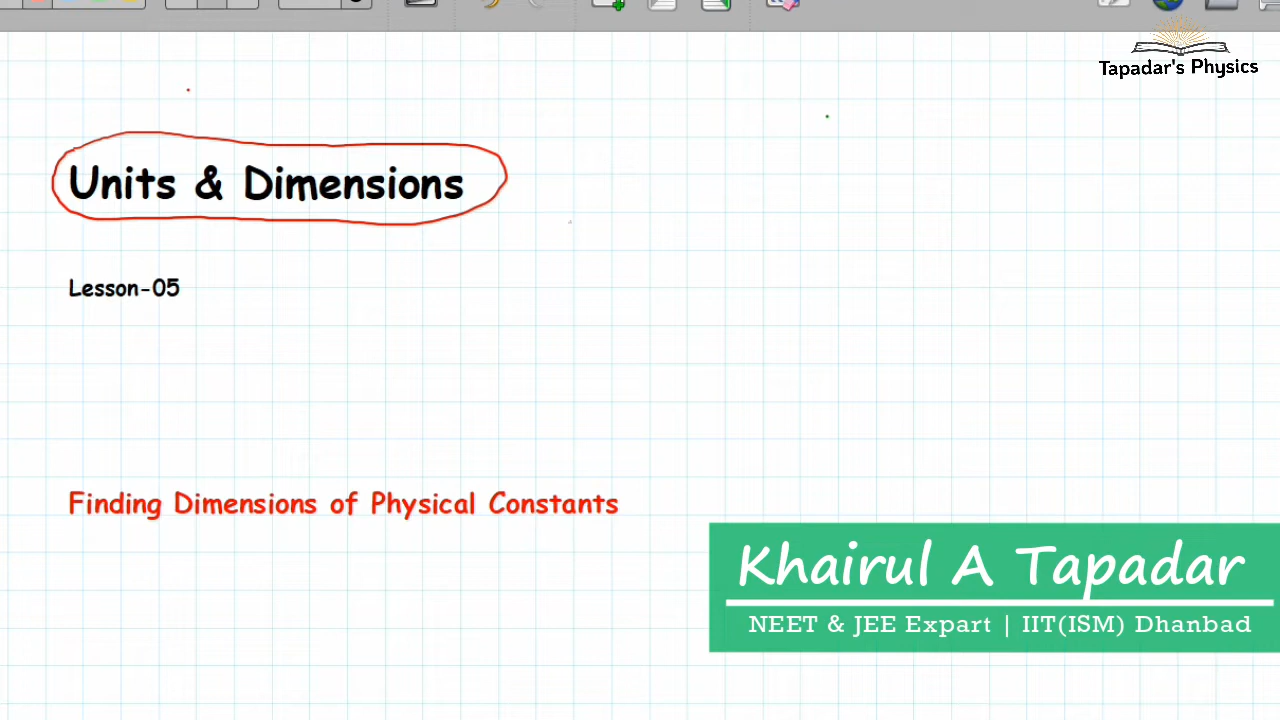 Tapadar's Physics
Units & Dimensions
Lesson-05
Finding Dimensions of Physical Constants
Khairul A Tapadar
NEET & JEE Expart | IIT(ISM) Dhanbad